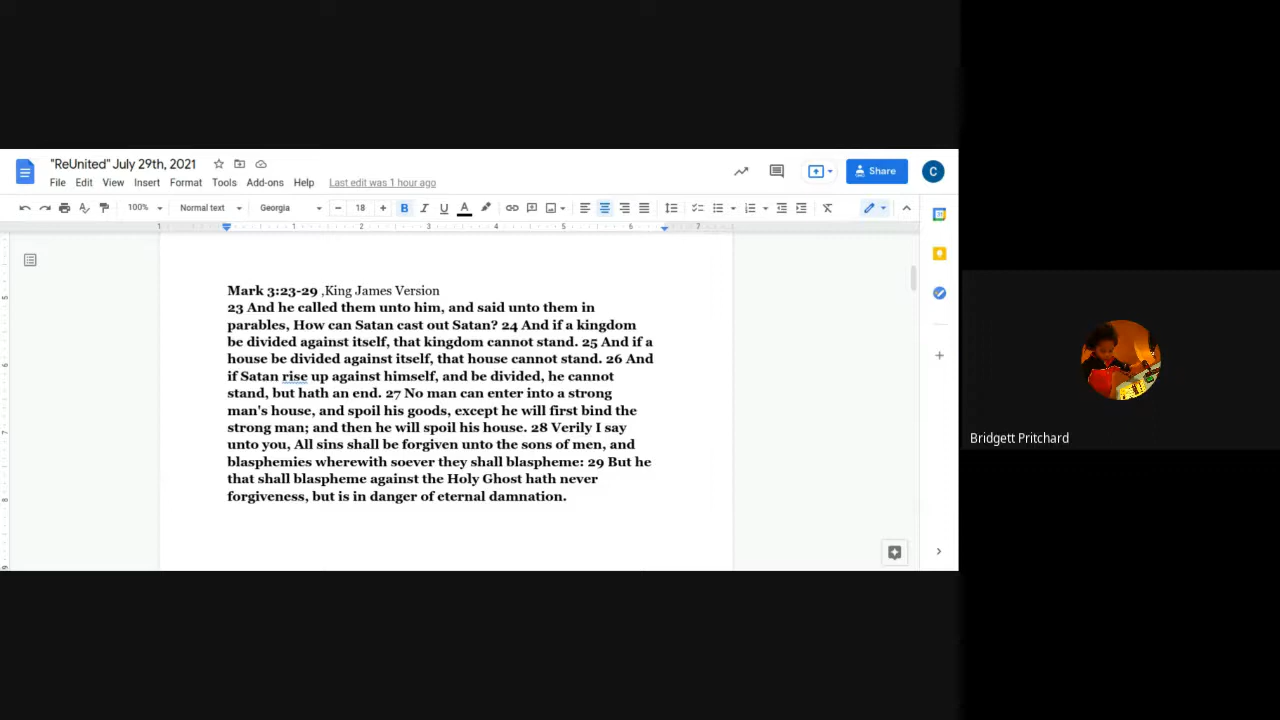 "ReUnited" July 29th, 2021
File Edit View Insert Format Tools Add-ons Help Last edit was 1 hour ago
Share
C
100% Normal text Georgia - 18 + B I U A
1 1 2 3 4 5 6 7
Mark 3:23-29 ,King James Version
23 And he called them unto him, and said unto them in
parables, How can Satan cast out Satan? 24 And if a kingdom
be divided against itself, that kingdom cannot stand. 25 And if a
house be divided against itself, that house cannot stand. 26 And
if Satan rise up against himself, and be divided, he cannot
stand, but hath an end. 27 No man can enter into a strong
man's house, and spoil his goods, except he will first bind the
strong man; and then he will spoil his house. 28 Verily I say
unto you, All sins shall be forgiven unto the sons of men, and
blasphemies wherewith soever they shall blaspheme: 29 But he
that shall blaspheme against the Holy Ghost hath never
forgiveness, but is in danger of eternal damnation.
Bridgett Pritchard